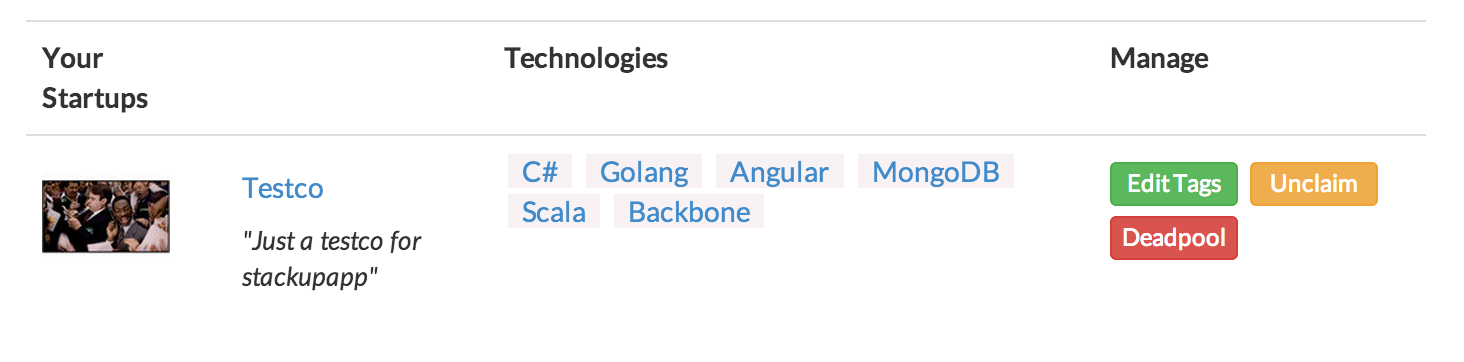 Your
Startups
Technologies
Manage
Testco
"Just a testco for
stackupapp"
C# Golang Angular MongoDB
Scala Backbone
Edit Tags Unclaim
Deadpool